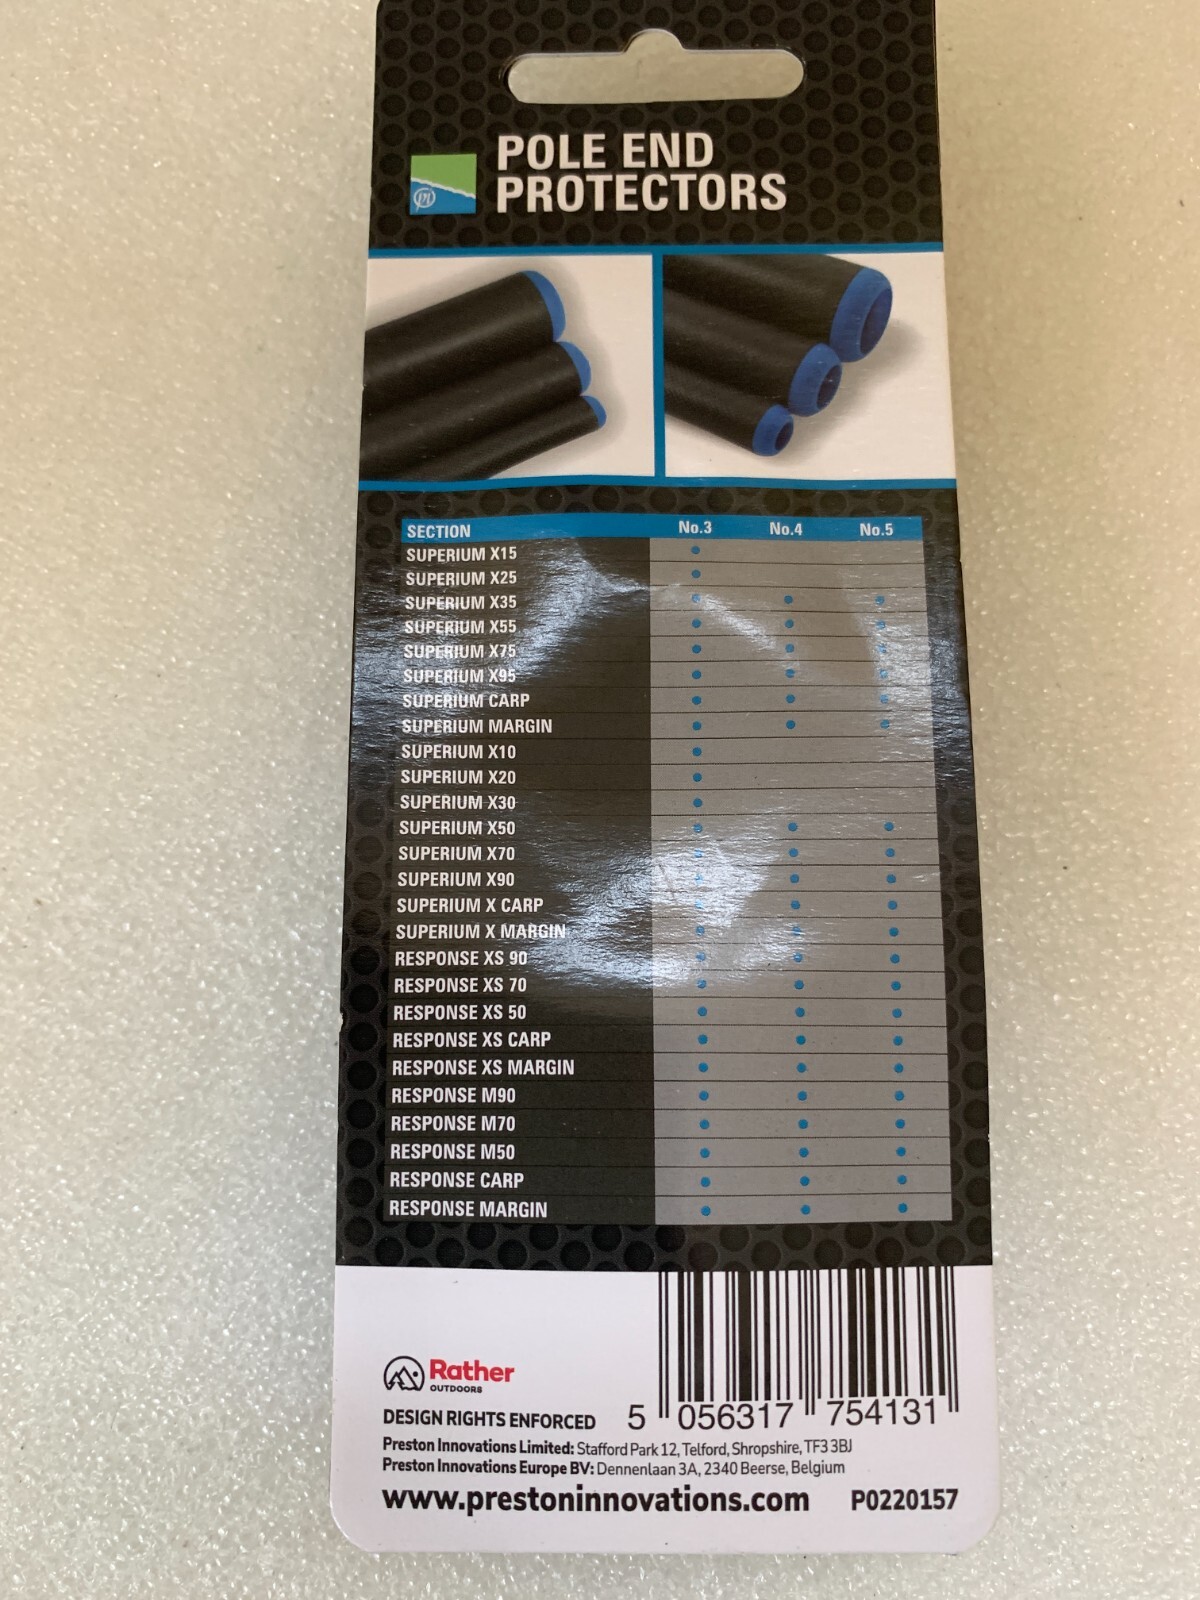 POLE END
PROTECTORS
SECTION No.3 No.4 No.5
SUPERIUM X15 •
SUPERIUM X25 •
SUPERIUM X35 • • •
SUPERIUM X55 • • •
SUPERIUM X75 • • •
SUPERIUM X95 • • •
SUPERIUM CARP • • •
SUPERIUM MARGIN • • •
SUPERIUM X10 •
SUPERIUM X20 •
SUPERIUM X30 •
SUPERIUM X50 • • •
SUPERIUM X70 • • •
SUPERIUM X90 • • •
SUPERIUM X CARP • • •
SUPERIUM X MARGIN • • •
RESPONSE XS 90 • • •
RESPONSE XS 70 • • •
RESPONSE XS 50 • • •
RESPONSE XS CARP • • •
RESPONSE XS MARGIN • • •
RESPONSE M90 • • •
RESPONSE M70 • • •
RESPONSE M50 • • •
RESPONSE CARP • • •
RESPONSE MARGIN • • •
Rather
OUTDOORS
DESIGN RIGHTS ENFORCED
5 056317 754131
Preston Innovations Limited: Stafford Park 12, Telford, Shropshire, TF3 3BJ
Preston Innovations Europe BV: Dennenlaan 3A, 2340 Beerse, Belgium
www.prestoninnovations.com P0220157